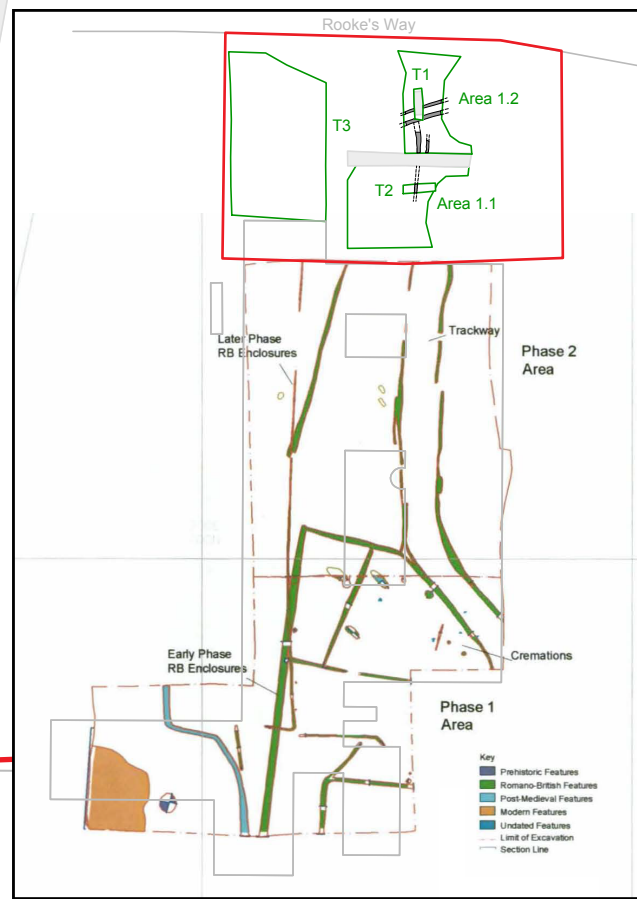 Rooke's Way
T1
Area 1.2
T3
T2
Area 1.1
Later Phase
RB Enclosures
Trackway
Phase 2
Area
Early Phase
RB Enclosures
Cremations
Phase 1
Area
Key
Prehistoric Features
Romano-British Features
Post-Medieval Features
Modern Features
Undated Features
Limit of Excavation
Section Line